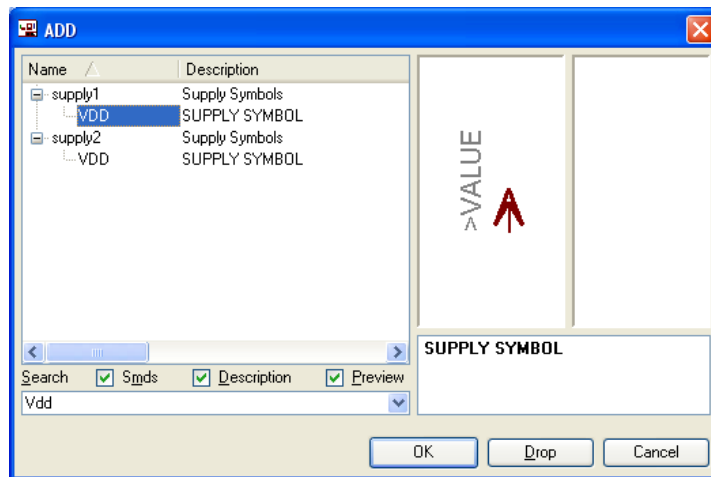 ADD
Name Description
supply1 Supply Symbols
VDD SUPPLY SYMBOL
supply2 Supply Symbols
VDD SUPPLY SYMBOL
>VALUE
SUPPLY SYMBOL
Search Smds Description Preview
Vdd
OK Drop Cancel